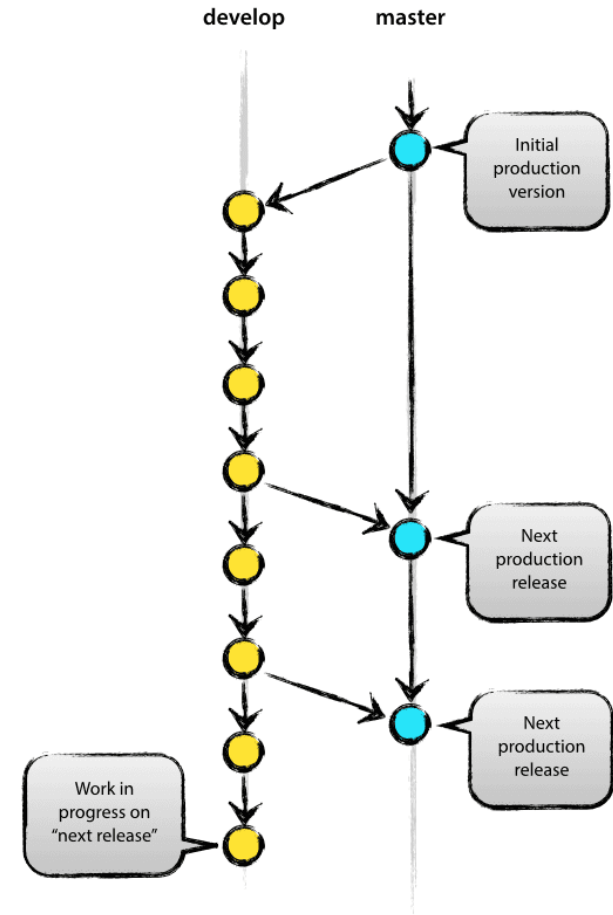 develop
master
Initial
production
version
Next
production
release
Next
production
release
Work in
progress on
“next release”